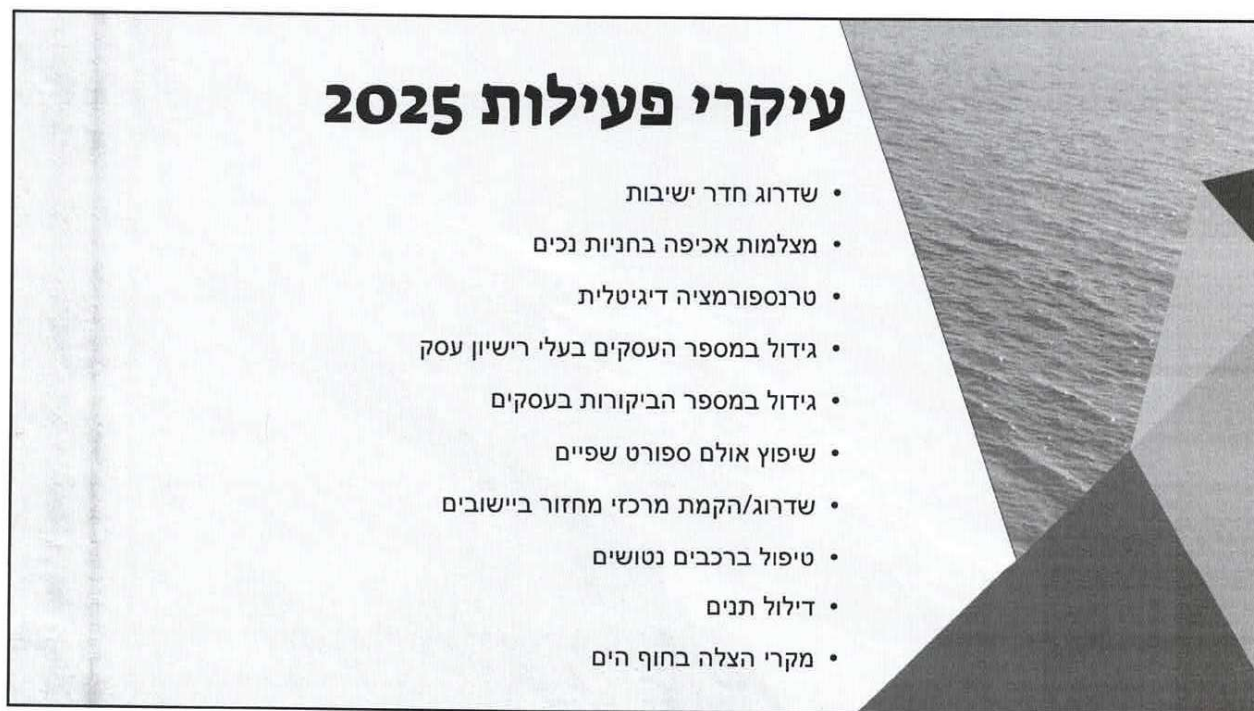 עיקרי פעילות 2025
• שדרוג חדר ישיבות
• מצלמות אכיפה בחניות נכים
• טרנספורמציה דיגיטלית
• גידול במספר העסקים בעלי רישיון עסק
• גידול במספר הביקורות בעסקים
• שיפוץ אולם ספורט שפיים
• שדרוג/הקמת מרכזי מחזור ביישובים
• טיפול ברכבים נטושים
• דילול תנים
• מקרי הצלה בחוף הים